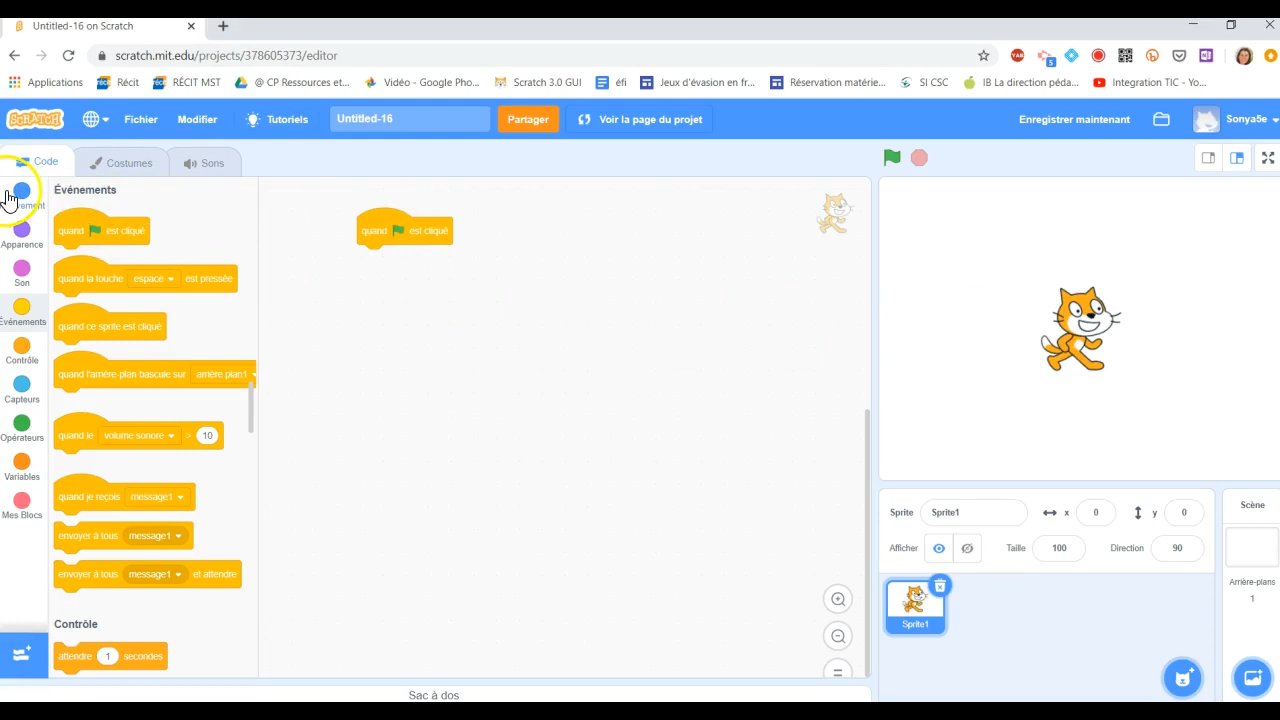 Untitled-16 on Scratch
scratch.mit.edu/projects/378605373/editor
ABP
5
Applications
Récit
RÉCIT MST
@ CP Ressources et...
Vidéo - Google Pho...
Scratch 3.0 GUI
éfi
Jeux d'évasion en fr...
Réservation matérie...
SI CSC
IB La direction péda...
Integration TIC - Yo...
SCRATCH
Fichier
Modifier
Tutoriels
Untitled-16
Partager
Voir la page du projet
Enregistrer maintenant
Sonya5e
Code
Costumes
Sons
Événements
Apparence
Son
Événements
Contrôle
Capteurs
Opérateurs
Variables
Mes Blocs
quand est cliqué
quand la touche espace est pressée
quand ce sprite est cliqué
quand l'arrière-plan bascule sur arrière plan1
quand le volume sonore > 10
quand je reçois message1
envoyer à tous message1
envoyer à tous message1 et attendre
Contrôle
attendre 1 secondes
quand est cliqué
Sac à dos
Sprite
Sprite1
x
0
y
0
Afficher
Taille
100
Direction
90
Sprite1
Scène
Arrière-plans
1